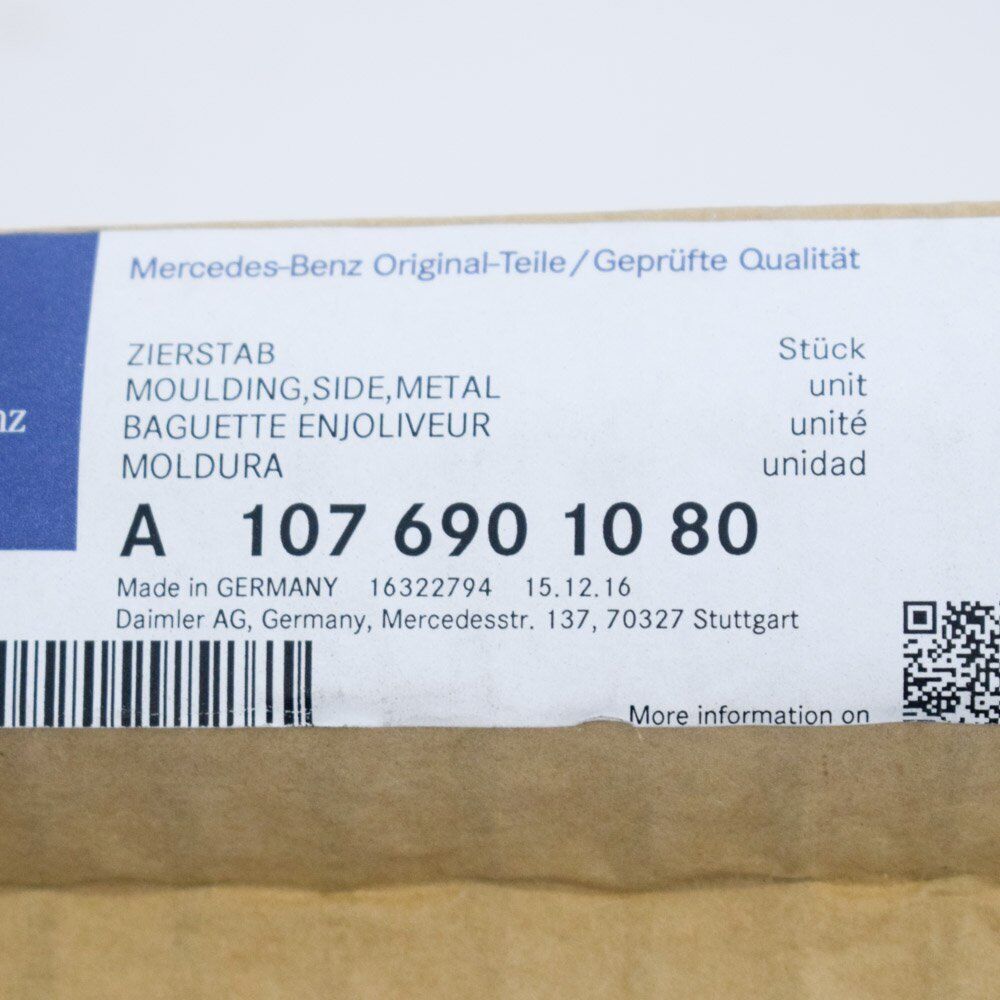 Mercedes-Benz Original-Teile/Geprüfte Qualität
ZIERSTAB Stück
MOULDING,SIDE,METAL unit
BAGUETTE ENJOLIVEUR unité
MOLDURA unidad
nz
A 107 690 10 80
Made in GERMANY 16322794 15.12.16
Daimler AG, Germany, Mercedesstr. 137, 70327 Stuttgart
More information on